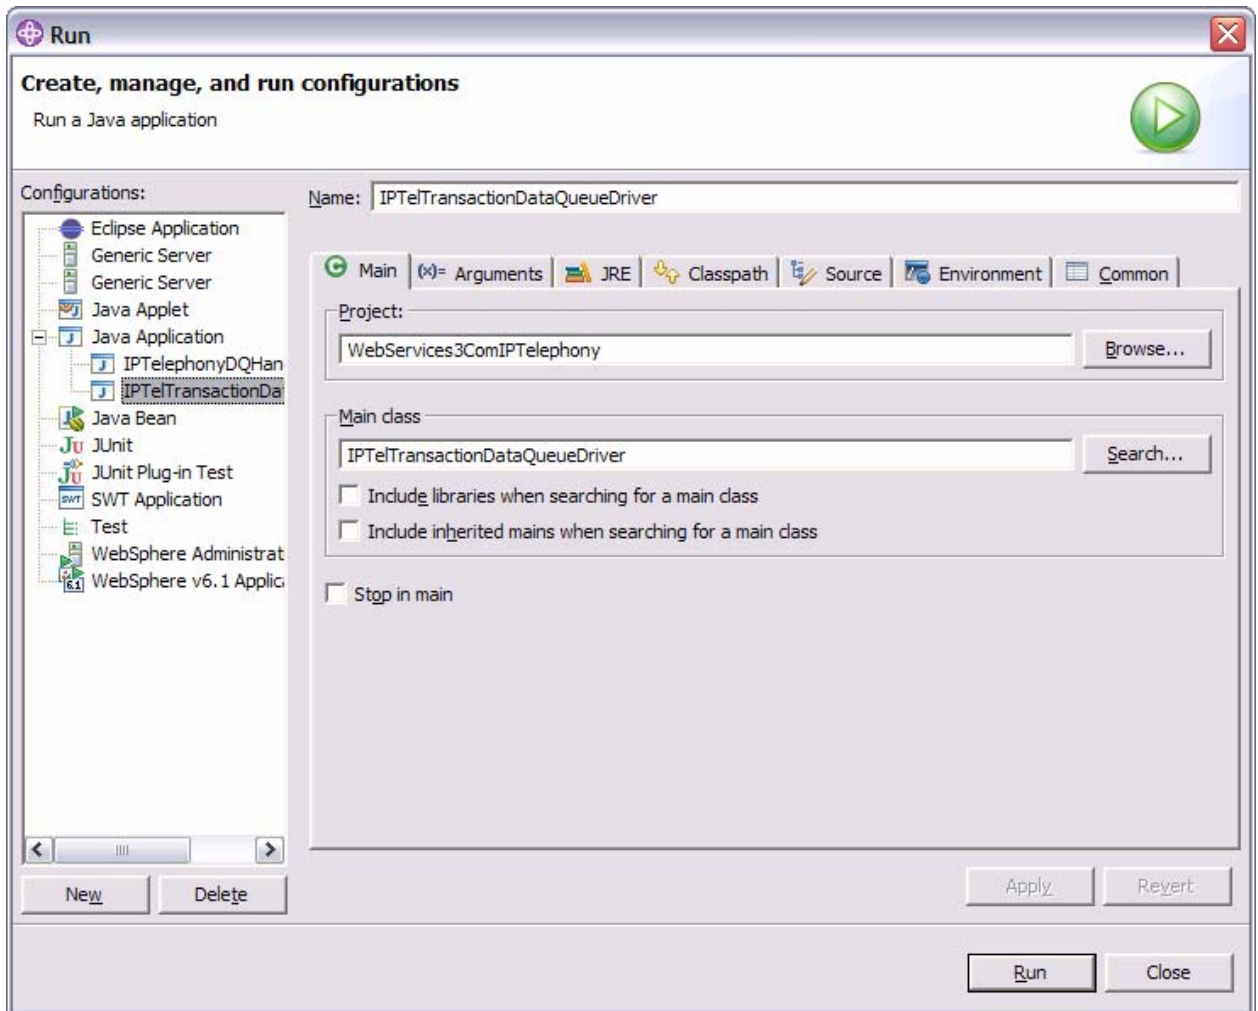 Run
Create, manage, and run configurations
Run a Java application
Configurations:
Eclipse Application
Generic Server
Generic Server
Java Applet
Java Application
IPTelephonyDQHan
IPTelTransactionDa
Java Bean
JUnit
JUnit Plug-in Test
SWT Application
Test
WebSphere Administrat
WebSphere v6.1 Applic
New Delete
Name: IPTelTransactionDataQueueDriver
Main (x)= Arguments JRE Classpath Source Environment Common
Project:
WebServices3ComIPTelephony Browse...
Main class
IPTelTransactionDataQueueDriver Search...
Include libraries when searching for a main class
Include inherited mains when searching for a main class
Stop in main
Apply Revert
Run Close